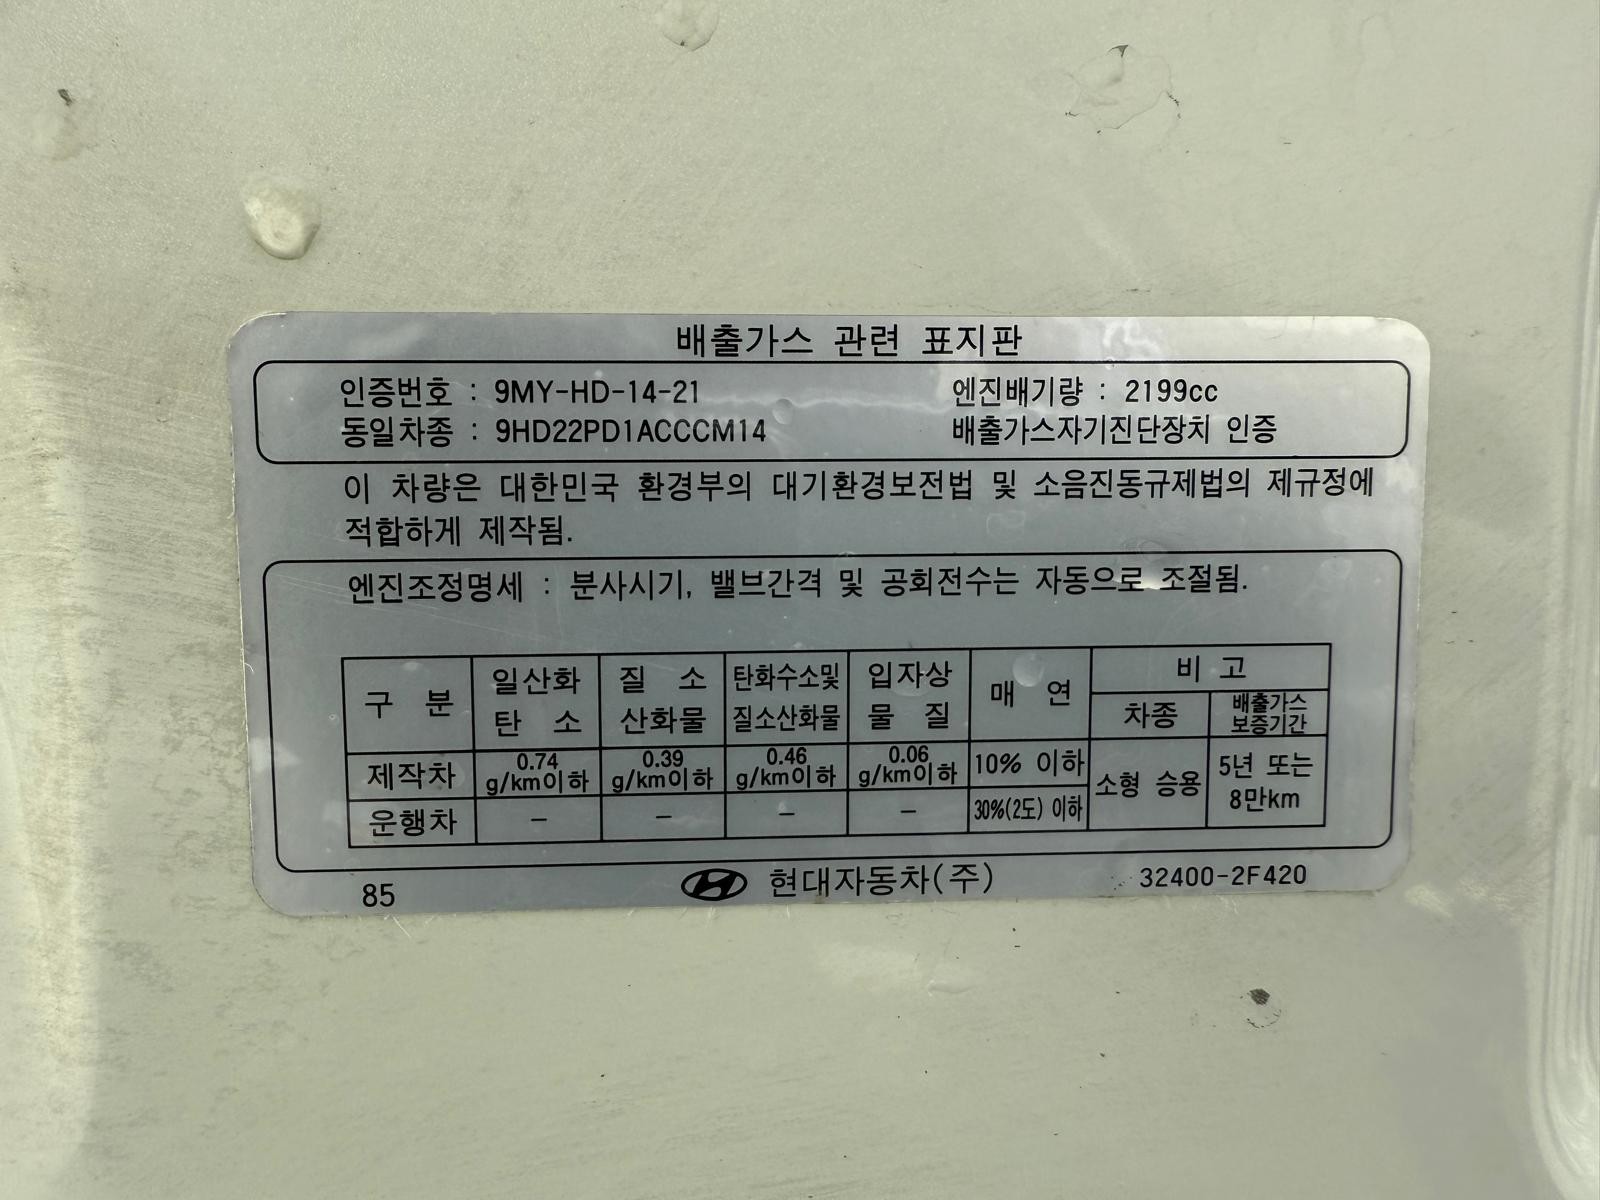 배출가스 관련 표지판
인증번호 : 9MY-HD-14-21 엔진배기량 : 2199cc
동일차종 : 9HD22PD1ACCCM14 배출가스자기진단장치 인증
이 차량은 대한민국 환경부의 대기환경보전법 및 소음진동규제법의 제규정에
적합하게 제작됨.
엔진조정명세 : 분사시기, 밸브간격 및 공회전수는 자동으로 조절됨.
구 분 일산화 탄 소 질 소 산화물 탄화수소및 질소산화물 입자상 물 질 매 연 비 고
차종 배출가스 보증기간
제작차 0.74 g/km이하 0.39 g/km이하 0.46 g/km이하 0.06 g/km이하 10% 이하 소형 승용 5년 또는 8만km
운행차 - - - - 30%(2도) 이하
85 현대자동차(주) 32400-2F420